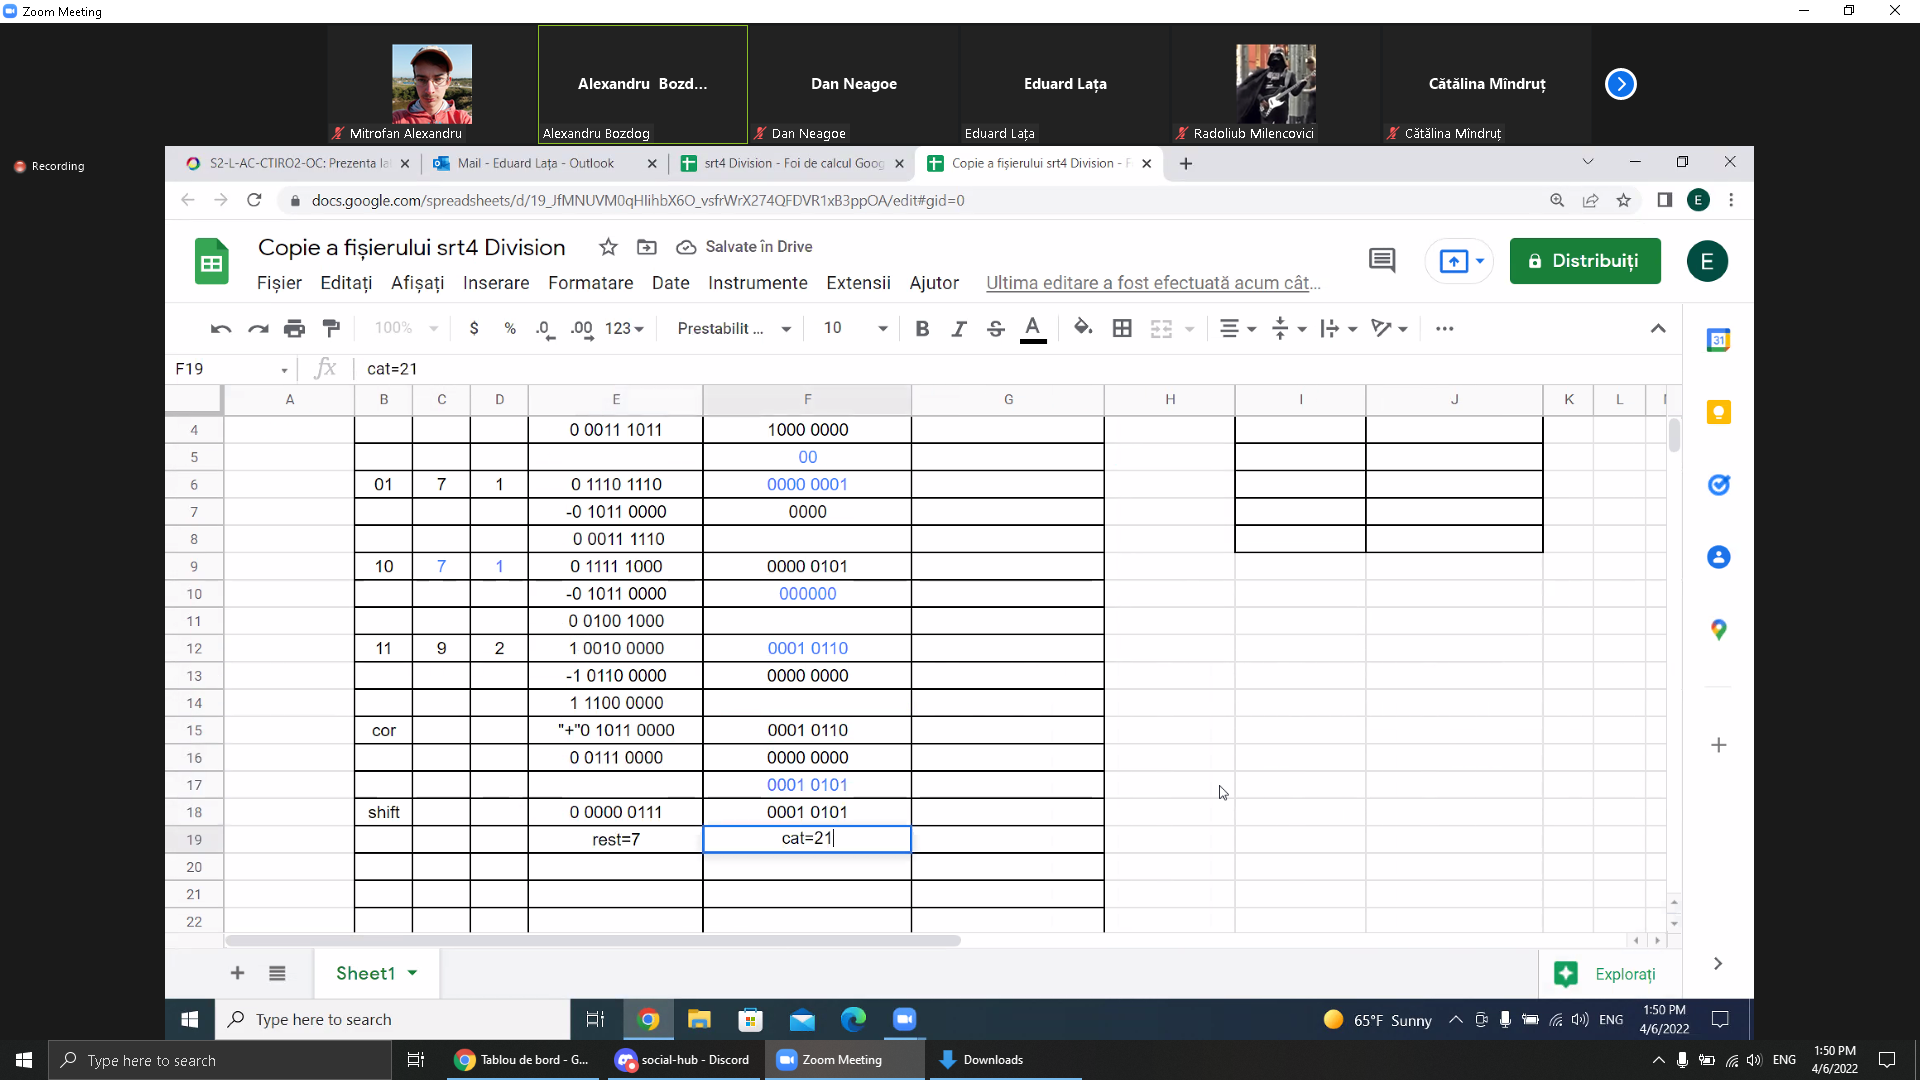 Zoom Meeting
Alexandru Bozd...
Dan Neagoe
Eduard Lața
Cătălina Mîndruț
Mitrofan Alexandru
Alexandru Bozdog
Dan Neagoe
Eduard Lața
Radoliub Milencovici
Cătălina Mîndruț
Recording
S2-L-AC-CTIRO2-OC: Prezenta la
Mail - Eduard Lața - Outlook
srt4 Division - Foi de calcul Goog
Copie a fișierului srt4 Division - F
docs.google.com/spreadsheets/d/19_JfMNUVM0qHIihbX6O_vsfrWrX274QFDVR1xB3ppOA/edit#gid=0
E
Copie a fișierului srt4 Division
Salvate în Drive
Distribuiți
E
Fișier Editați Afișați Inserare Formatare Date Instrumente Extensii Ajutor Ultima editare a fost efectuată acum cât...
100% $ % .0 .00 123 Prestabilit ... 10 B I S A
31
F19 fx cat=21
A B C D E F G H I J K L
4 0 0011 1011 1000 0000
5 00
6 01 7 1 0 1110 1110 0000 0001
7 -0 1011 0000 0000
8 0 0011 1110
9 10 7 1 0 1111 1000 0000 0101
10 -0 1011 0000 000000
11 0 0100 1000
12 11 9 2 1 0010 0000 0001 0110
13 -1 0110 0000 0000 0000
14 1 1100 0000
15 cor "+"0 1011 0000 0001 0110
16 0 0111 0000 0000 0000
17 0001 0101
18 shift 0 0000 0111 0001 0101
19 rest=7 cat=21
20
21
22
Sheet1
Explorați
Type here to search
65°F Sunny
ENG
1:50 PM
4/6/2022
Type here to search
Tablou de bord - G...
social-hub - Discord
Zoom Meeting
Downloads
ENG
1:50 PM
4/6/2022